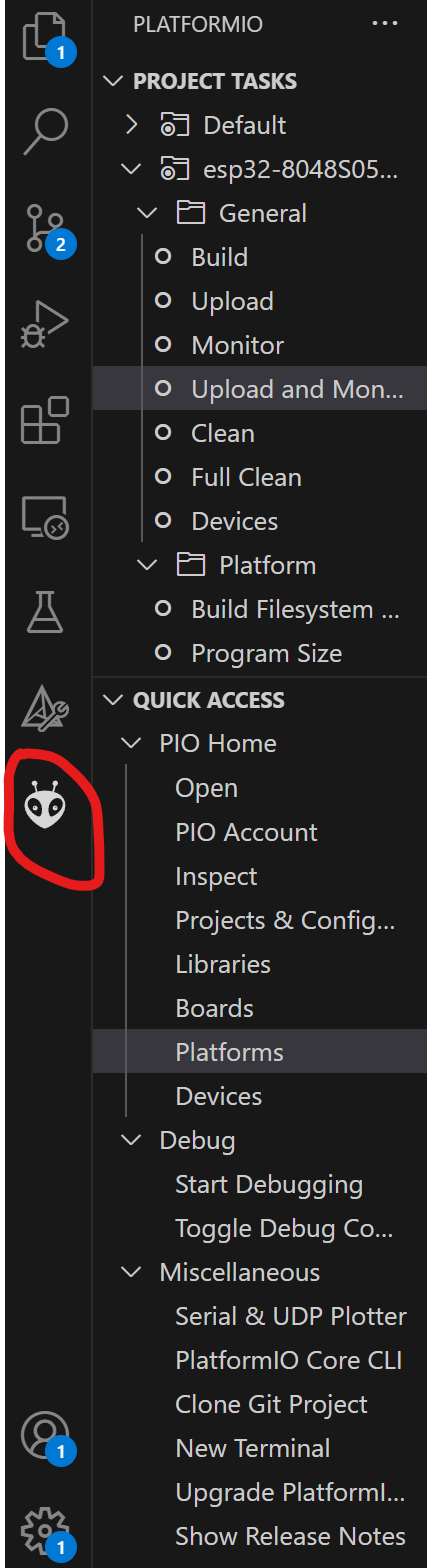 PLATFORMIO
PROJECT TASKS
Default
esp32-8048S05...
General
Build
Upload
Monitor
Upload and Mon...
Clean
Full Clean
Devices
Platform
Build Filesystem ...
Program Size
QUICK ACCESS
PIO Home
Open
PIO Account
Inspect
Projects & Config...
Libraries
Boards
Platforms
Devices
Debug
Start Debugging
Toggle Debug Co...
Miscellaneous
Serial & UDP Plotter
PlatformIO Core CLI
Clone Git Project
New Terminal
Upgrade PlatformI...
Show Release Notes
1
2
1
1